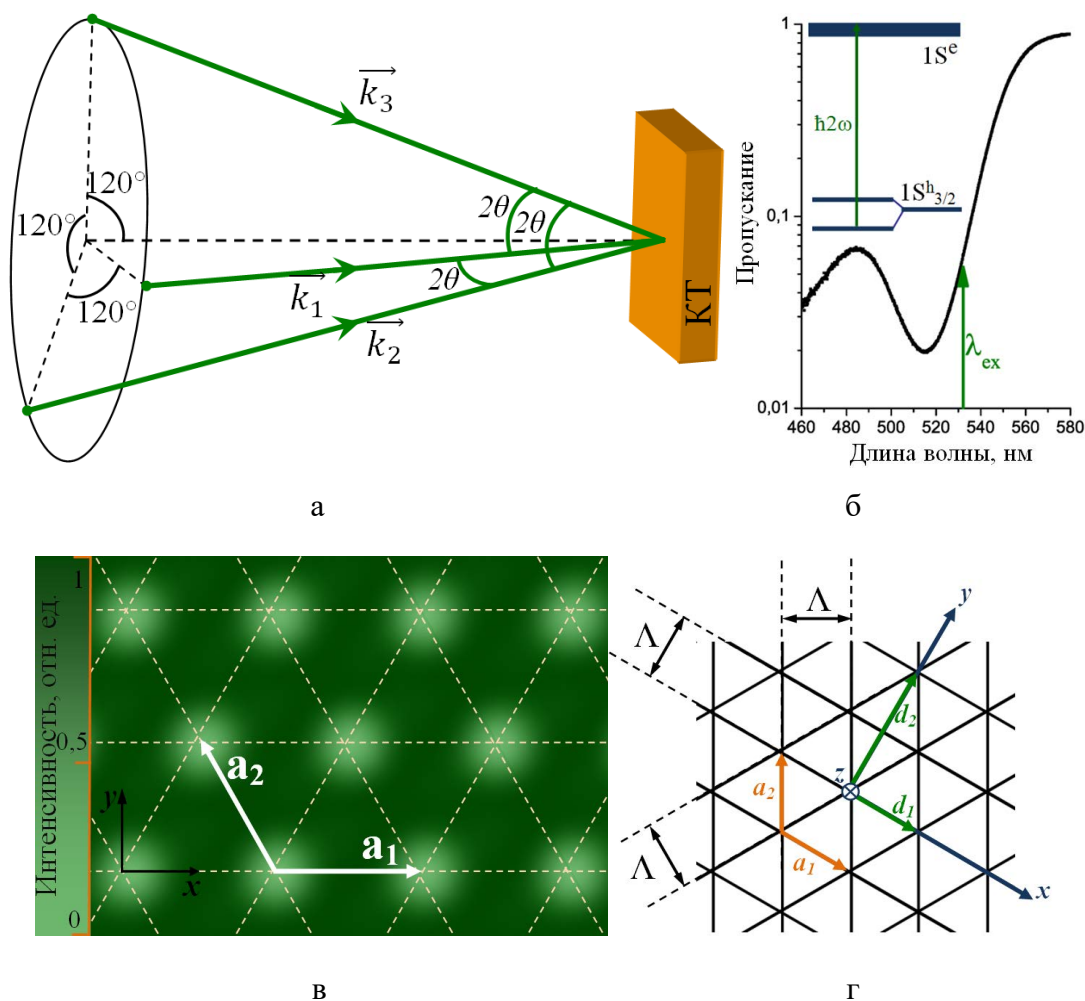 k₃
120°
120°
120°
2θ
2θ
2θ
k₁
k₂
КТ
а
Пропускание
1
0,1
0,01
1Sᵉ
ħ2ω
1Sʰ₃/₂
λex
460 480 500 520 540 560 580
Длина волны, нм
б
Интенсивность, отн. ед.
1
0,5
0
a₂
a₁
y
x
в
Λ
Λ
Λ
y
d₂
z
d₁
a₂
a₁
x
г